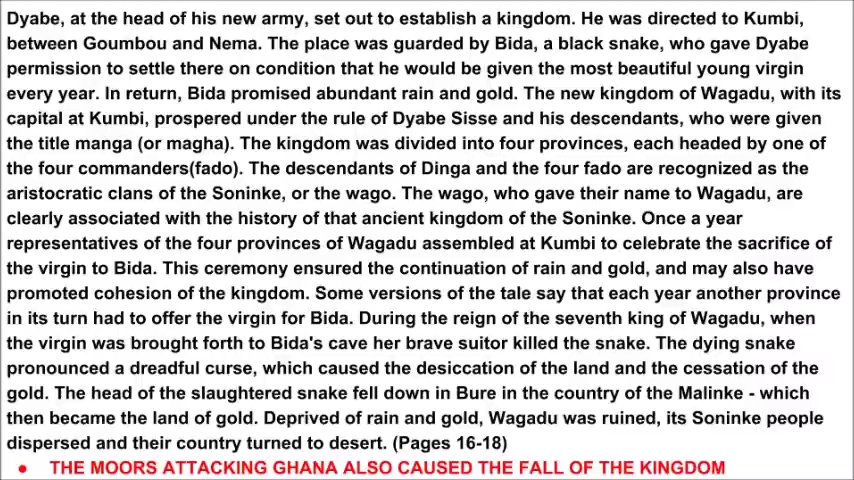 Dyabe, at the head of his new army, set out to establish a kingdom. He was directed to Kumbi,
between Goumbou and Nema. The place was guarded by Bida, a black snake, who gave Dyabe
permission to settle there on condition that he would be given the most beautiful young virgin
every year. In return, Bida promised abundant rain and gold. The new kingdom of Wagadu, with its
capital at Kumbi, prospered under the rule of Dyabe Sisse and his descendants, who were given
the title manga (or magha). The kingdom was divided into four provinces, each headed by one of
the four commanders(fado). The descendants of Dinga and the four fado are recognized as the
aristocratic clans of the Soninke, or the wago. The wago, who gave their name to Wagadu, are
clearly associated with the history of that ancient kingdom of the Soninke. Once a year
representatives of the four provinces of Wagadu assembled at Kumbi to celebrate the sacrifice of
the virgin to Bida. This ceremony ensured the continuation of rain and gold, and may also have
promoted cohesion of the kingdom. Some versions of the tale say that each year another province
in its turn had to offer the virgin for Bida. During the reign of the seventh king of Wagadu, when
the virgin was brought forth to Bida's cave her brave suitor killed the snake. The dying snake
pronounced a dreadful curse, which caused the desiccation of the land and the cessation of the
gold. The head of the slaughtered snake fell down in Bure in the country of the Malinke - which
then became the land of gold. Deprived of rain and gold, Wagadu was ruined, its Soninke people
dispersed and their country turned to desert. (Pages 16-18)
● THE MOORS ATTACKING GHANA ALSO CAUSED THE FALL OF THE KINGDOM